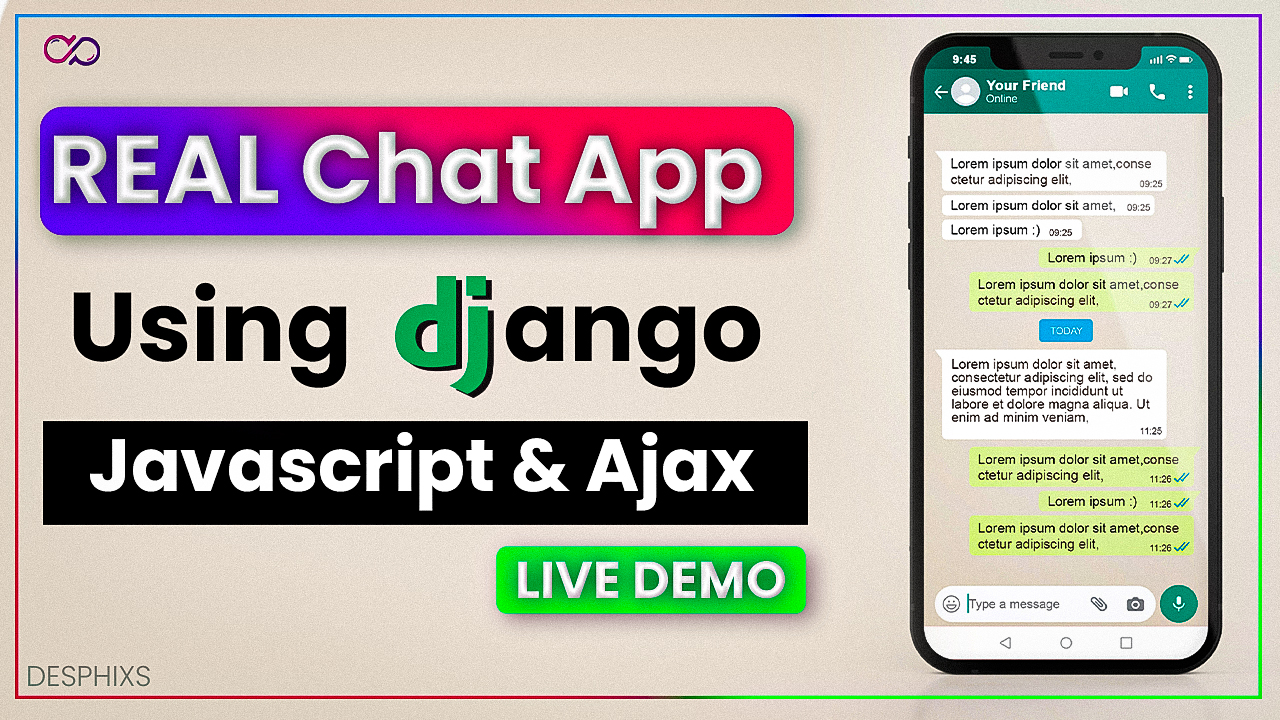 REAL Chat App
Using django
Javascript & Ajax
LIVE DEMO
DESPHIXS
9:45
Your Friend
Online
Lorem ipsum dolor sit amet,conse
ctetur adipiscing elit,
09:25
Lorem ipsum dolor sit amet, 09:25
Lorem ipsum :) 09:25
Lorem ipsum :) 09:27
Lorem ipsum dolor sit amet,conse
ctetur adipiscing elit, 09:27
TODAY
Lorem ipsum dolor sit amet,
consectetur adipiscing elit, sed do
eiusmod tempor incididunt ut
labore et dolore magna aliqua. Ut
enim ad minim veniam,
11:25
Lorem ipsum dolor sit amet,conse
ctetur adipiscing elit, 11:26
Lorem ipsum :) 11:26
Lorem ipsum dolor sit amet,conse
ctetur adipiscing elit, 11:26
Type a message